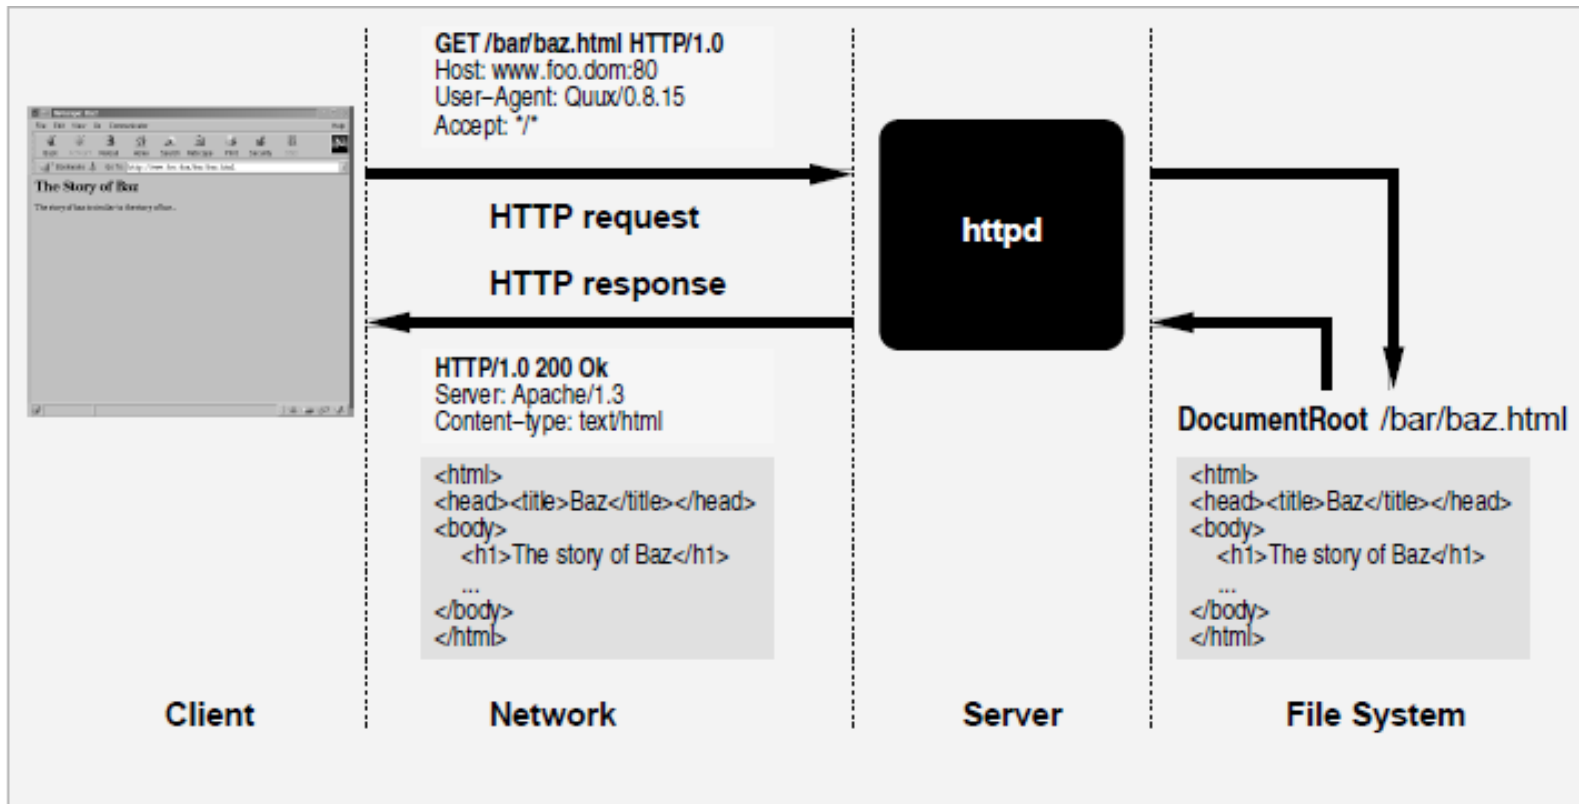 GET /bar/baz.html HTTP/1.0
Host: www.foo.dom:80
User–Agent: Quux/0.8.15
Accept: */*
The Story of Baz
HTTP request
HTTP response
httpd
HTTP/1.0 200 Ok
Server: Apache/1.3
Content–type: text/html
<html>
<head><title>Baz</title></head>
<body>
<h1>The story of Baz</h1>
...
</body>
</html>
DocumentRoot /bar/baz.html
<html>
<head><title>Baz</title></head>
<body>
<h1>The story of Baz</h1>
...
</body>
</html>
Client
Network
Server
File System